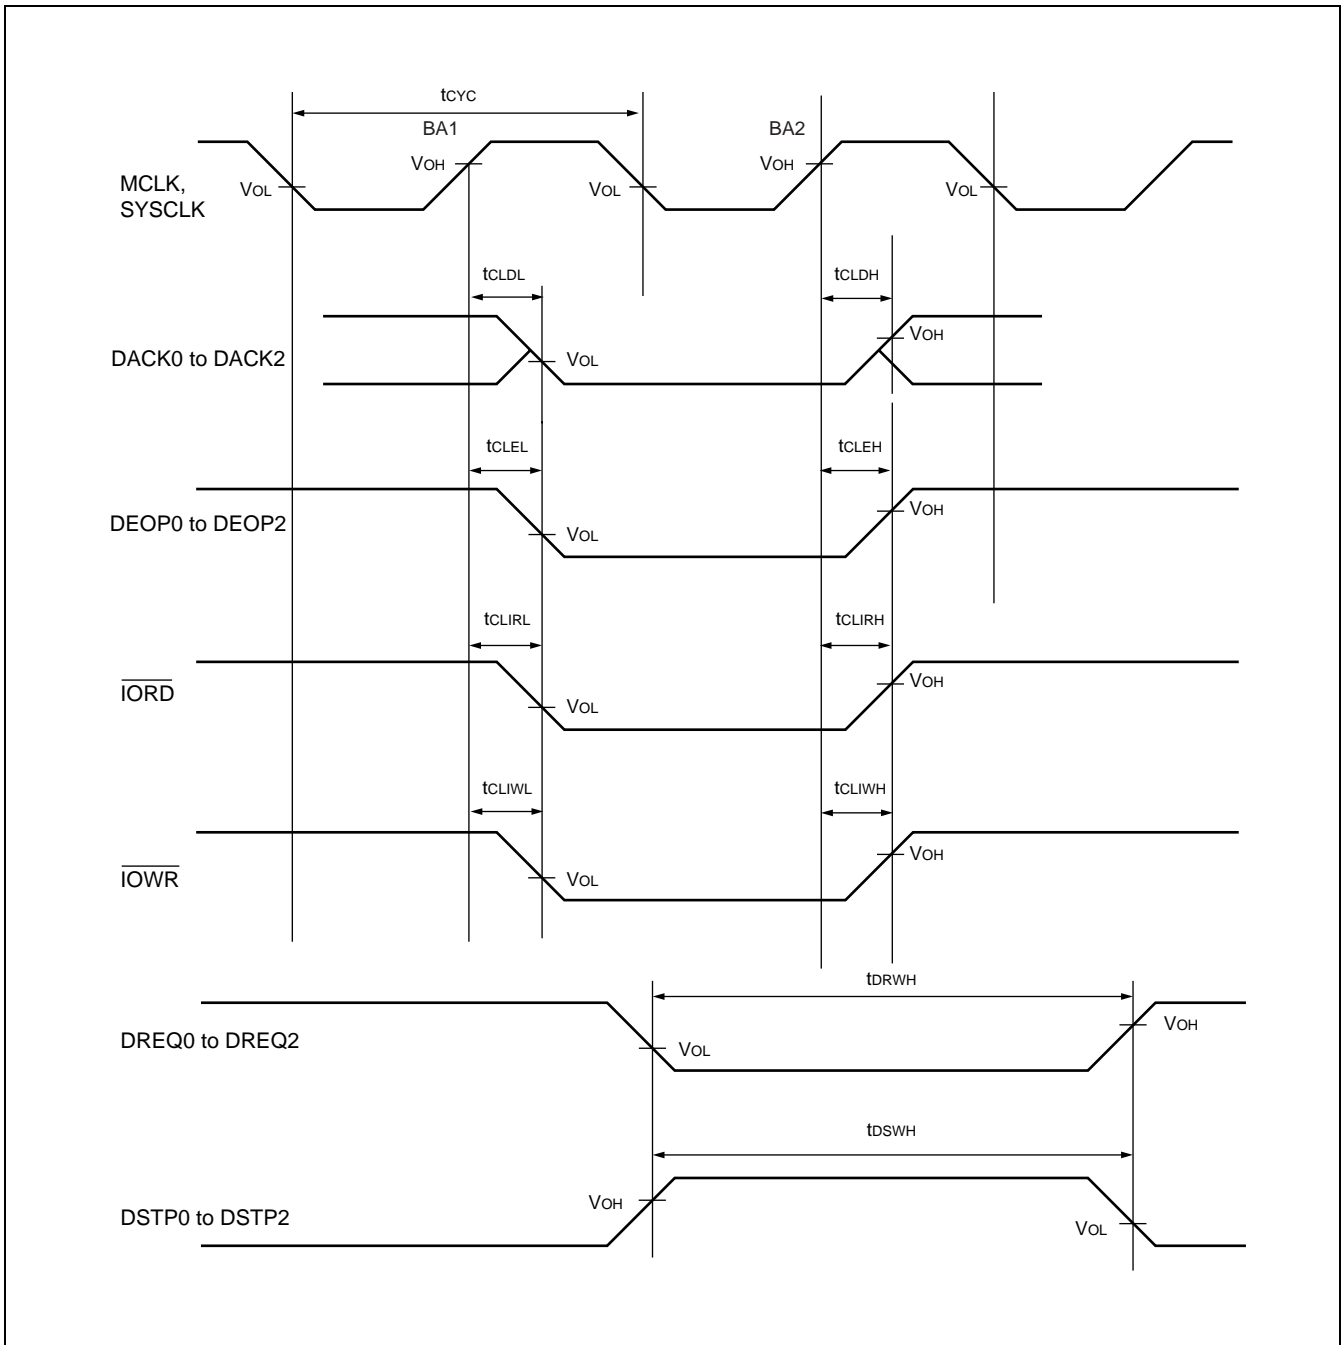 tCYC
BA1
BA2
VOH
VOH
MCLK,
SYSCLK
VOL
VOL
VOL
tCLDL
tCLDH
DACK0 to DACK2
VOL
VOH
tCLEL
tCLEH
DEOP0 to DEOP2
VOL
VOH
tCLIRL
tCLIRH
IORD
VOL
VOH
tCLIWL
tCLIWH
IOWR
VOL
VOH
tDRWH
DREQ0 to DREQ2
VOL
VOH
tDSWH
DSTP0 to DSTP2
VOH
VOL